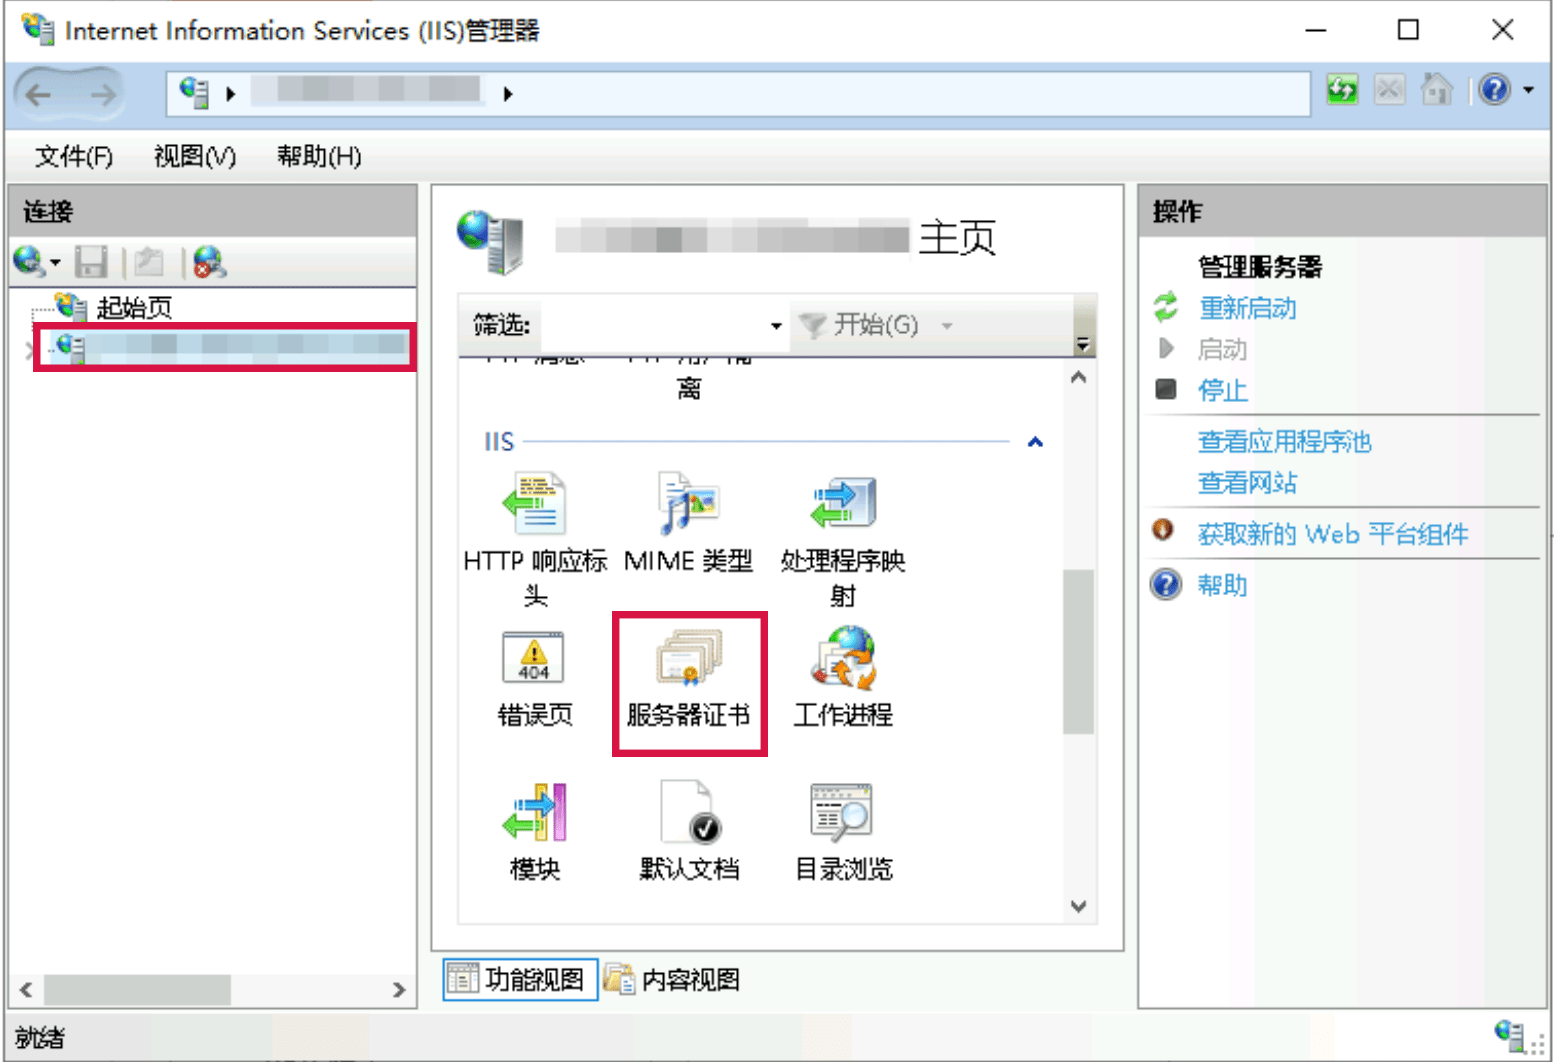 Internet Information Services (IIS)管理器
文件(F) 视图(V) 帮助(H)
连接
起始页
主页
筛选: 开始(G)
离
IIS
HTTP 响应标头
MIME 类型
处理程序映射
404
错误页
服务器证书
工作进程
模块
默认文档
目录浏览
功能视图 内容视图
操作
管理服务器
重新启动
启动
停止
查看应用程序池
查看网站
获取新的 Web 平台组件
帮助
就绪